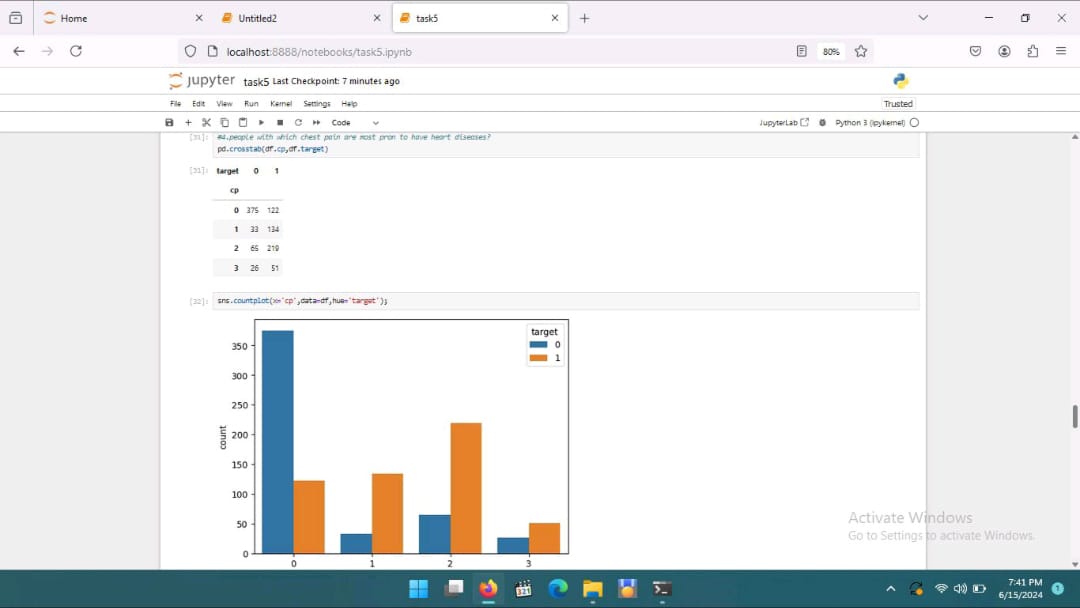 Home
Untitled2
task5
localhost:8888/notebooks/task5.ipynb
80%
jupyter task5 Last Checkpoint: 7 minutes ago
File Edit View Run Kernel Settings Help
Trusted
Code
JupyterLab
Python 3 (ipykernel)
[31]: #4.people with which chest pain are most pron to have heart diseases?
pd.crosstab(df.cp,df.target)
[31]: target 0 1
cp
0 375 122
1 33 134
2 65 219
3 26 51
[32]: sns.countplot(x='cp',data=df,hue='target');
target
0
1
350
300
250
200
150
100
50
0
count
0 1 2 3
Activate Windows
Go to Settings to activate Windows.
321
7:41 PM
6/15/2024
1